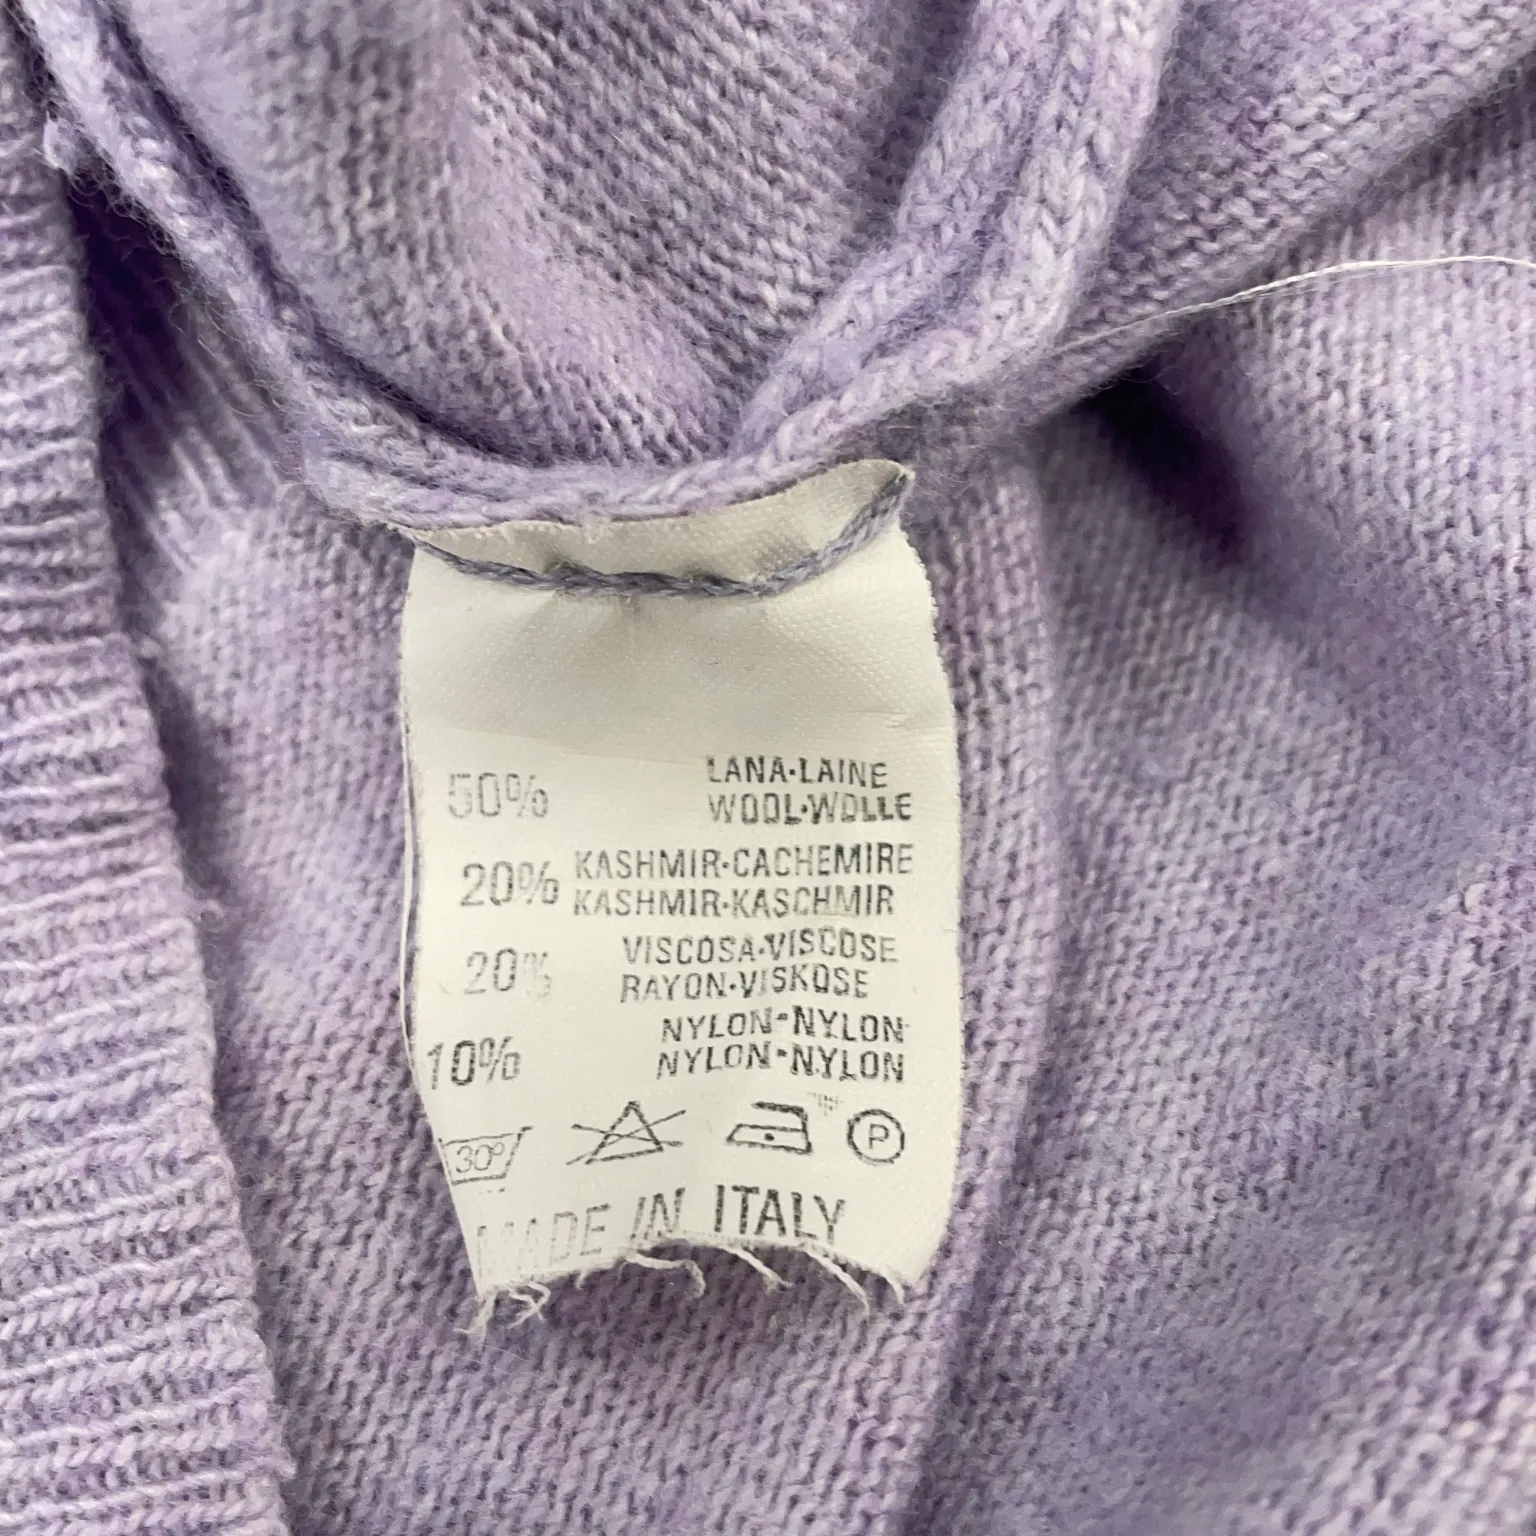 50% LANA·LAINE
WOOL·WOLLE
20% KASHMIR·CACHEMIRE
KASHMIR·KASCHMIR
20% VISCOSA·VISCOSE
RAYON·VISKOSE
10% NYLON·NYLON
NYLON·NYLON
30° P
MADE IN ITALY